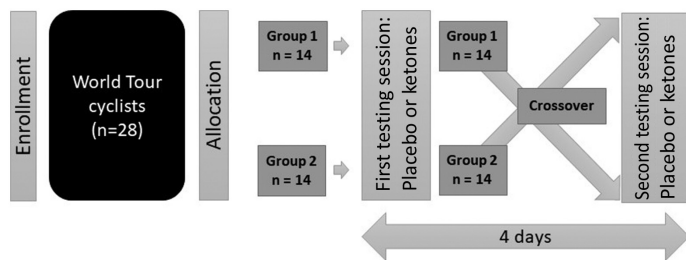 Enrollment
World Tour
cyclists
(n=28)
Allocation
Group 1
n = 14
Group 2
n = 14
First testing session:
Placebo or ketones
Group 1
n = 14
Group 2
n = 14
Crossover
Second testing session:
Placebo or ketones
4 days